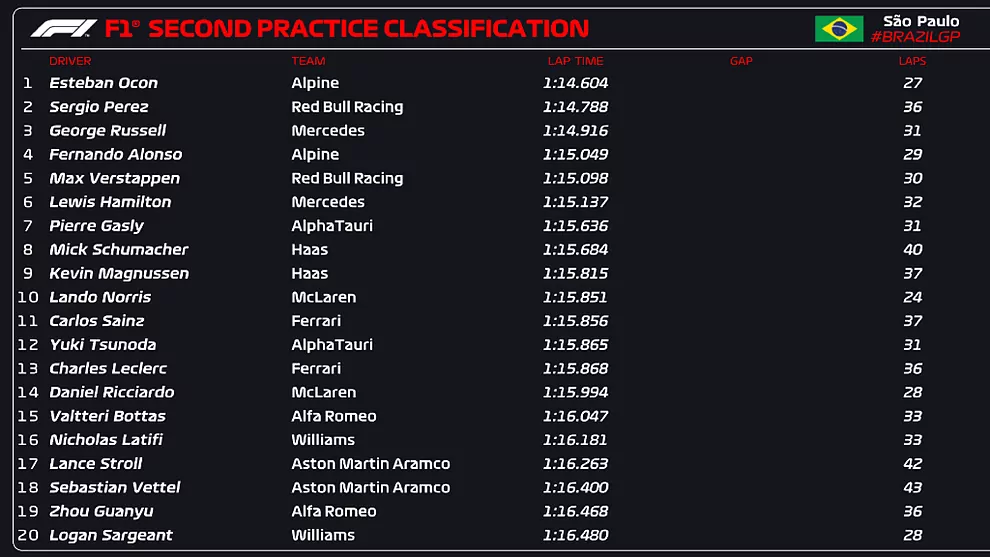 F1® SECOND PRACTICE CLASSIFICATION
São Paulo
#BRAZILGP
DRIVER TEAM LAP TIME GAP LAPS
1 Esteban Ocon Alpine 1:14.604 27
2 Sergio Perez Red Bull Racing 1:14.788 36
3 George Russell Mercedes 1:14.916 31
4 Fernando Alonso Alpine 1:15.049 29
5 Max Verstappen Red Bull Racing 1:15.098 30
6 Lewis Hamilton Mercedes 1:15.137 32
7 Pierre Gasly AlphaTauri 1:15.636 31
8 Mick Schumacher Haas 1:15.684 40
9 Kevin Magnussen Haas 1:15.815 37
10 Lando Norris McLaren 1:15.851 24
11 Carlos Sainz Ferrari 1:15.856 37
12 Yuki Tsunoda AlphaTauri 1:15.865 31
13 Charles Leclerc Ferrari 1:15.868 36
14 Daniel Ricciardo McLaren 1:15.994 28
15 Valtteri Bottas Alfa Romeo 1:16.047 33
16 Nicholas Latifi Williams 1:16.181 33
17 Lance Stroll Aston Martin Aramco 1:16.263 42
18 Sebastian Vettel Aston Martin Aramco 1:16.400 43
19 Zhou Guanyu Alfa Romeo 1:16.468 36
20 Logan Sargeant Williams 1:16.480 28